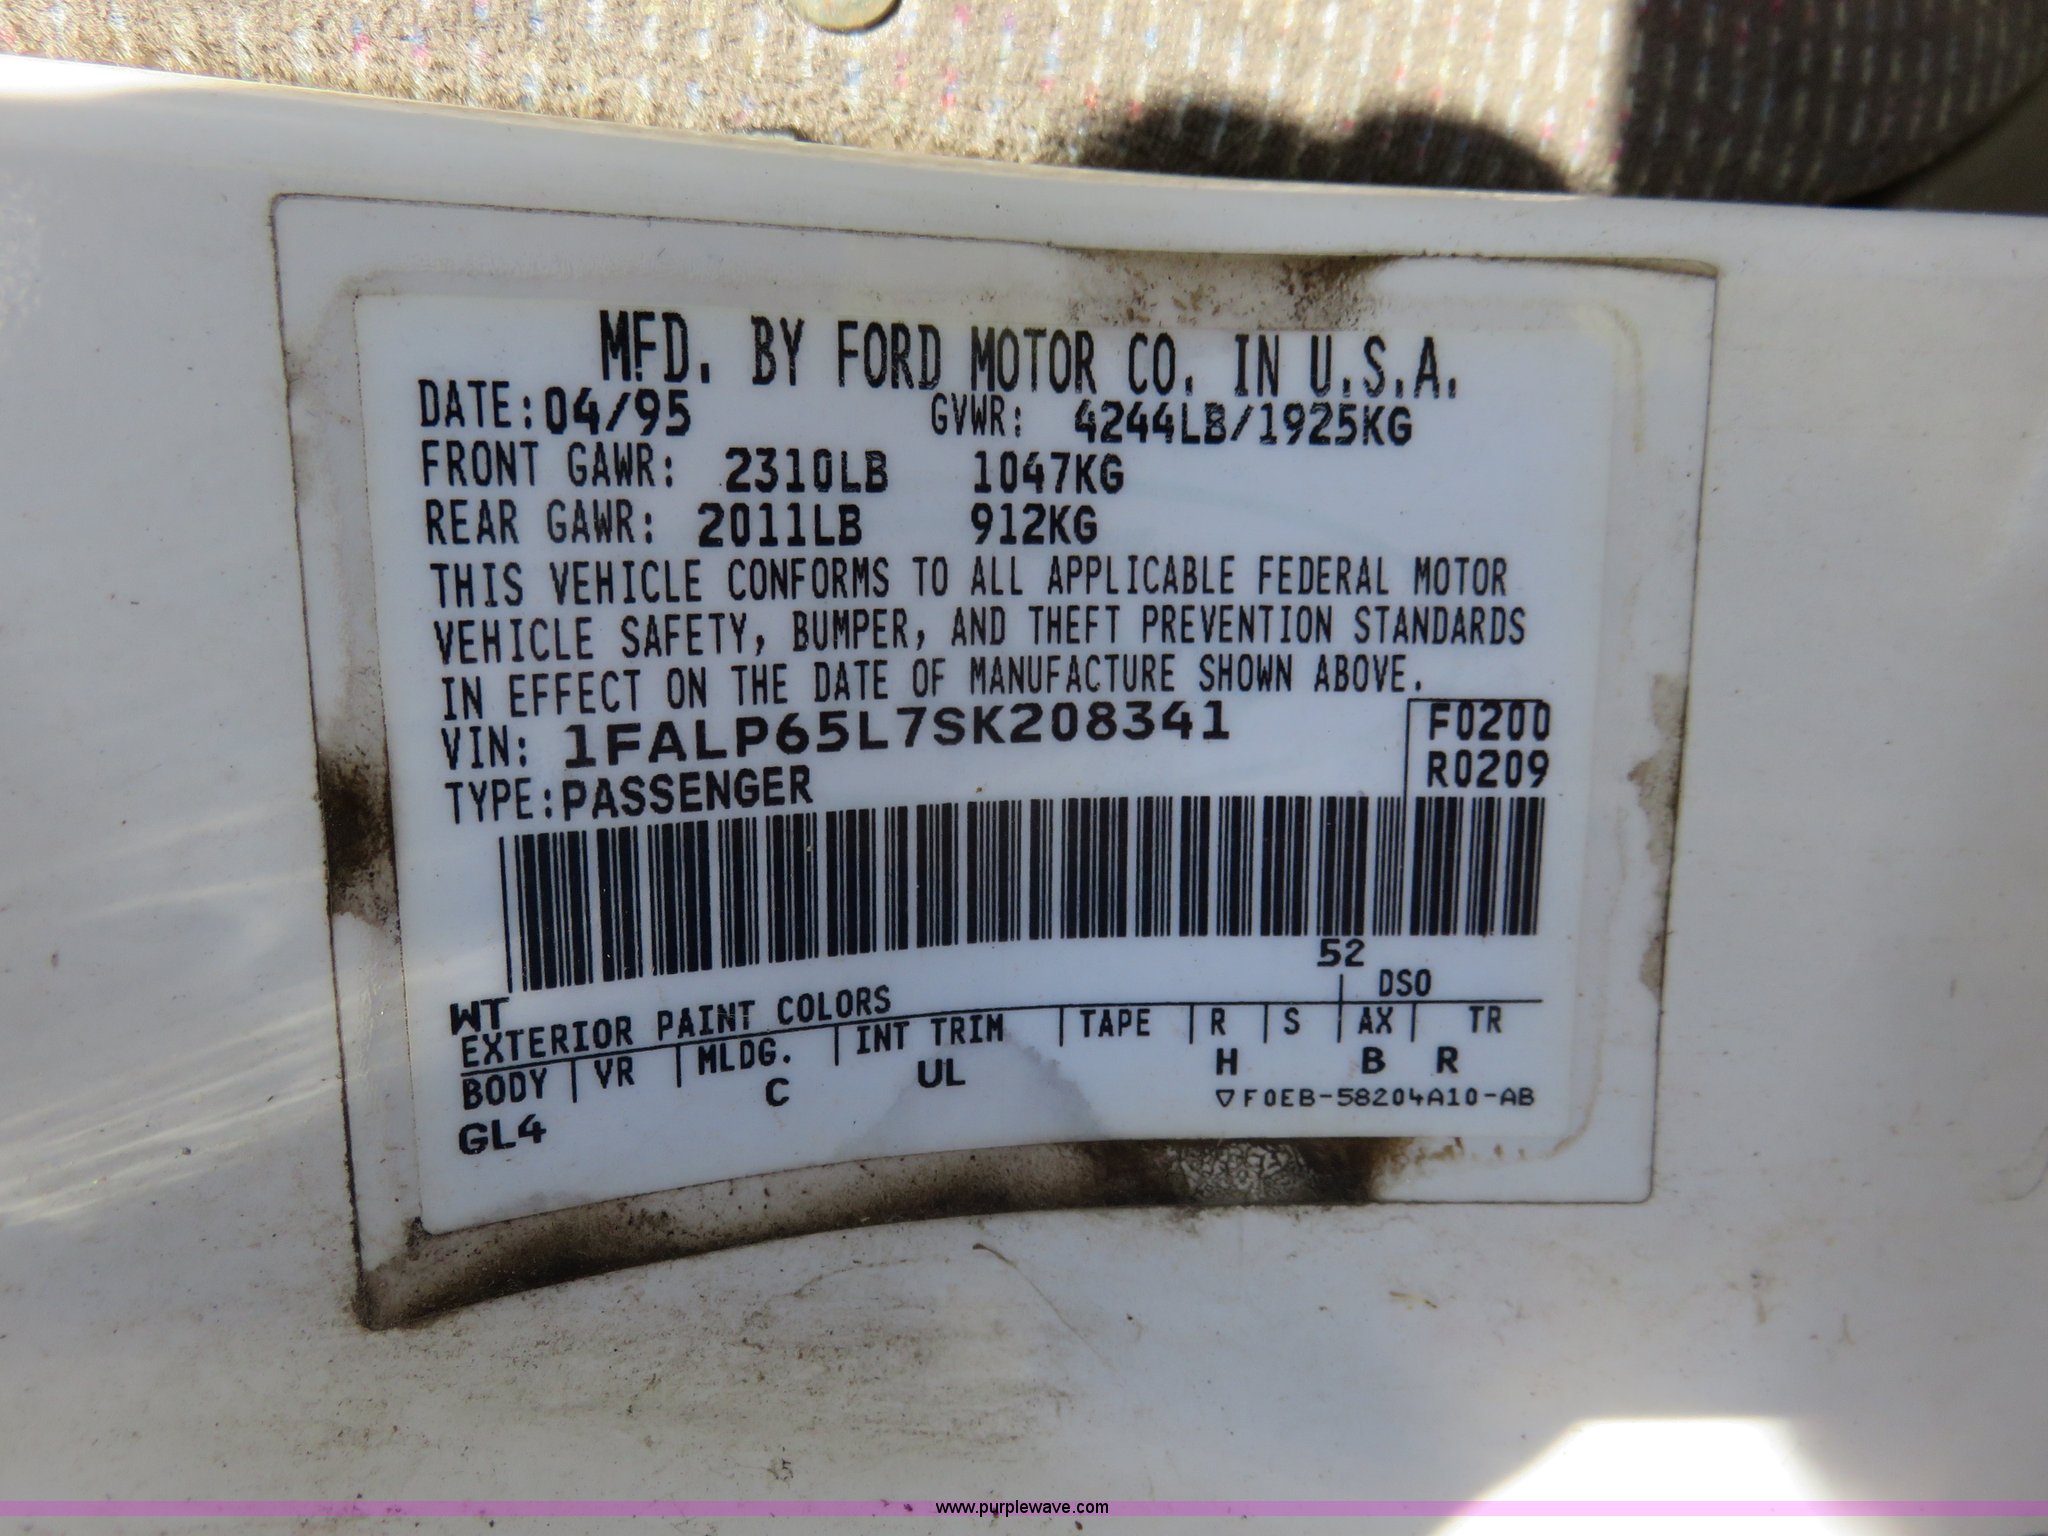 MFD. BY FORD MOTOR CO. IN U.S.A.
DATE: 04/95 GVWR: 4244LB/1925KG
FRONT GAWR: 2310LB 1047KG
REAR GAWR: 2011LB 912KG
THIS VEHICLE CONFORMS TO ALL APPLICABLE FEDERAL MOTOR
VEHICLE SAFETY, BUMPER, AND THEFT PREVENTION STANDARDS
IN EFFECT ON THE DATE OF MANUFACTURE SHOWN ABOVE.
VIN: 1FALP65L7SK208341 F0200
TYPE: PASSENGER R0209
52
WT DSO
EXTERIOR PAINT COLORS
BODY VR MLDG. INT TRIM TAPE R S AX TR
GL4 C UL H B R
▽F0EB-58204A10-AB
www.purplewave.com